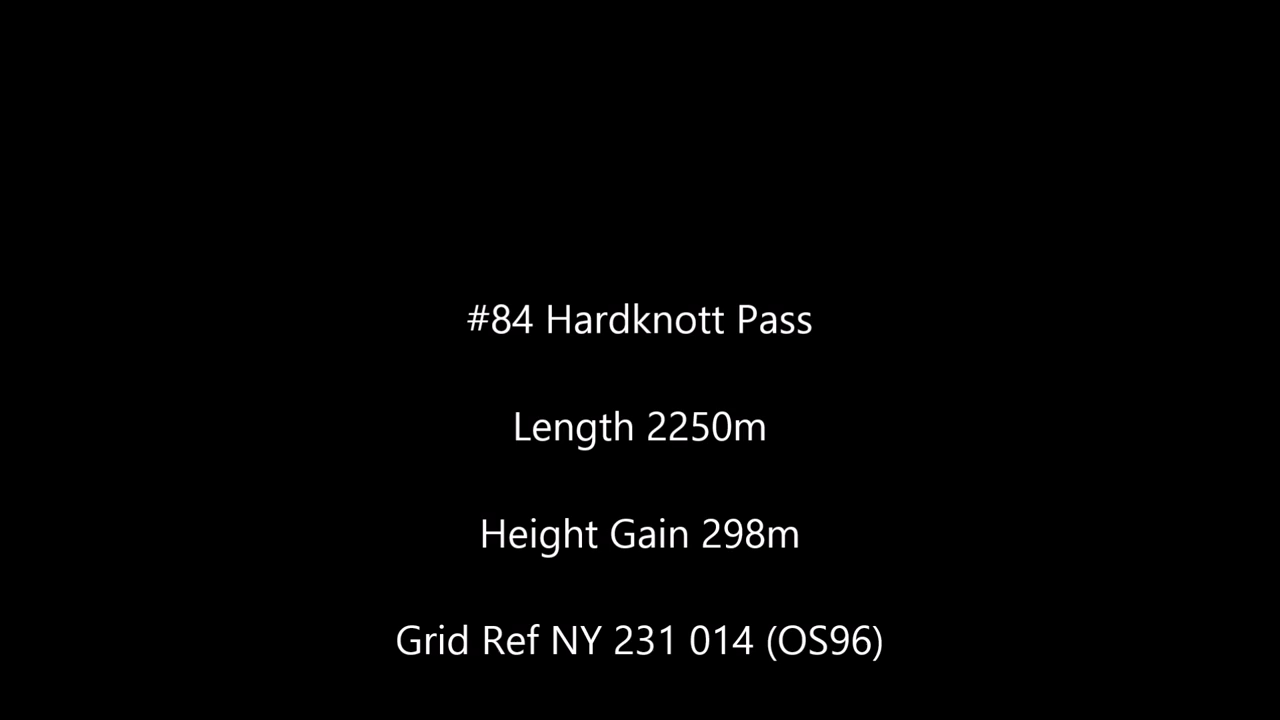 #84 Hardknott Pass
Length 2250m
Height Gain 298m
Grid Ref NY 231 014 (OS96)